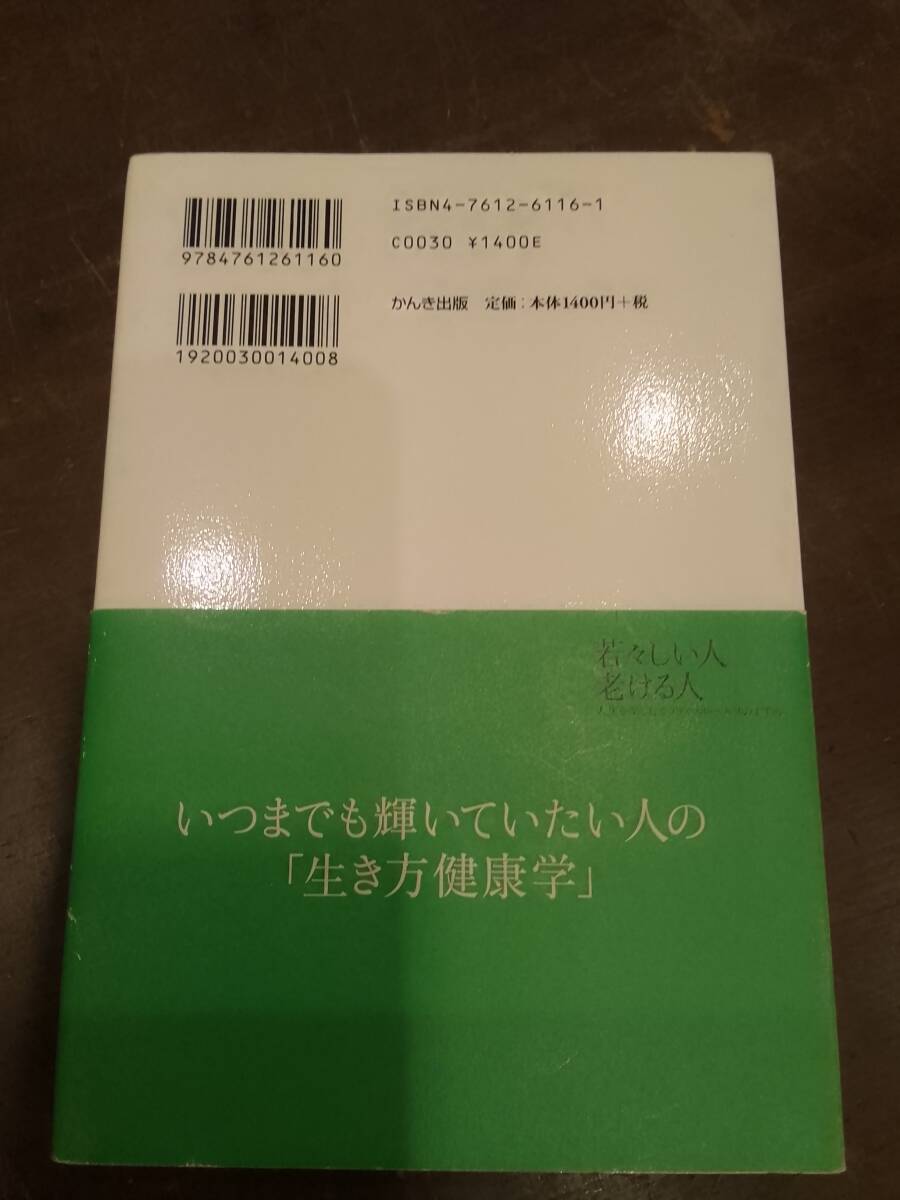 ISBN4-7612-6116-1
C0030 ¥1400E
9784761261160
かんき出版 定価:本体1400円+税
1920030014008
若々しい人
老ける人
いつまでも輝いていたい人の
「生き方健康学」